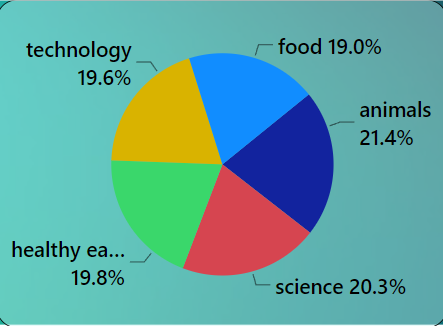 technology
19.6%
food 19.0%
animals
21.4%
healthy ea...
19.8%
science 20.3%